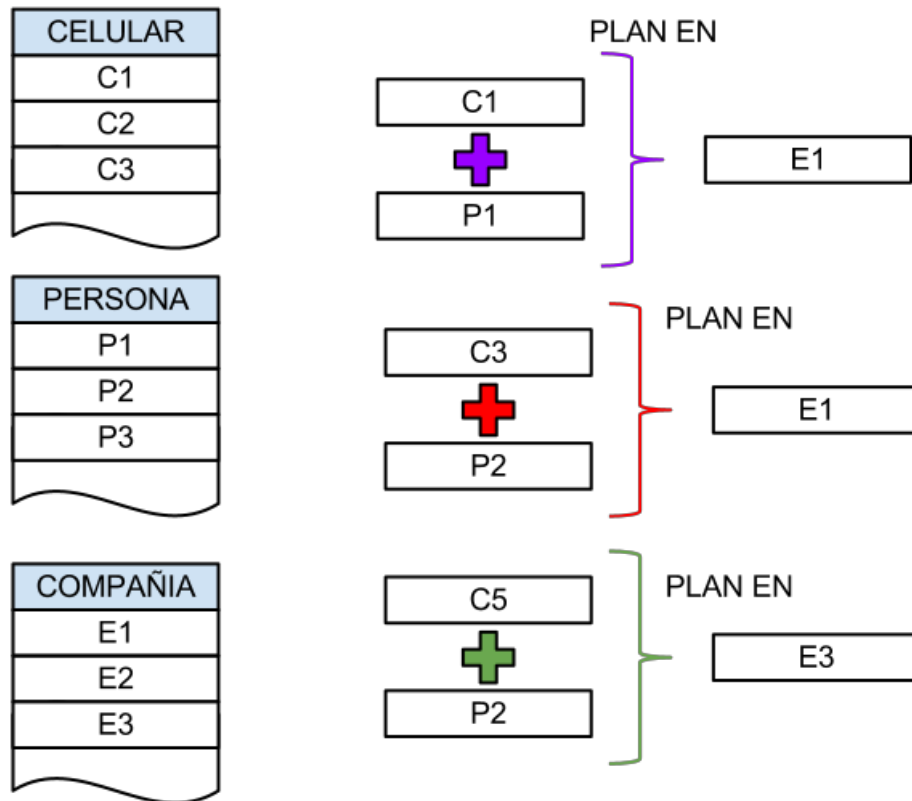 CELULAR
C1
C2
C3
PERSONA
P1
P2
P3
COMPAÑIA
E1
E2
E3
PLAN EN
C1
P1
E1
PLAN EN
C3
P2
E1
PLAN EN
C5
P2
E3